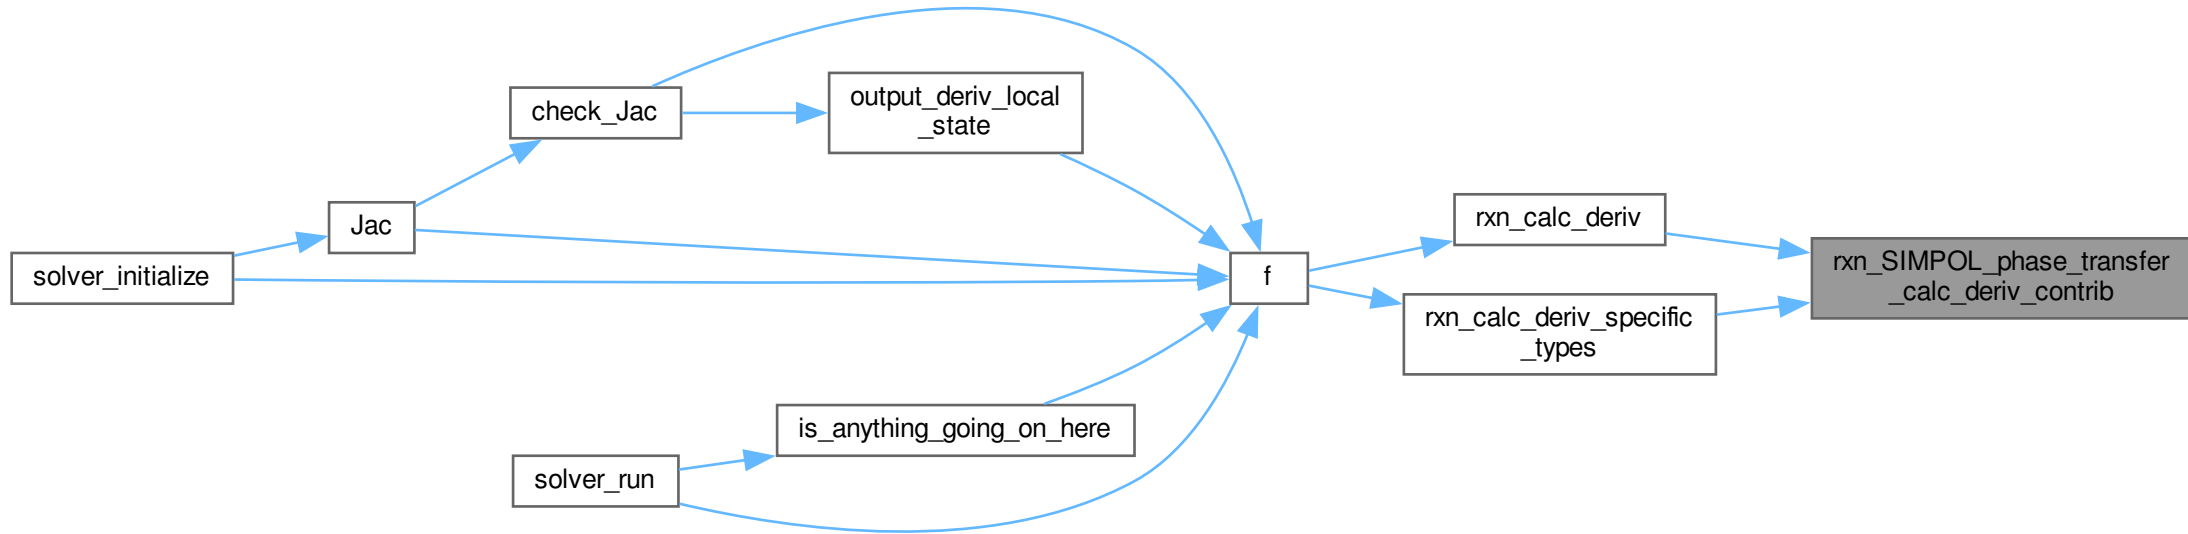 check_Jac
output_deriv_local
_state
Jac
solver_initialize
f
rxn_calc_deriv
rxn_calc_deriv_specific
_types
rxn_SIMPOL_phase_transfer
_calc_deriv_contrib
is_anything_going_on_here
solver_run